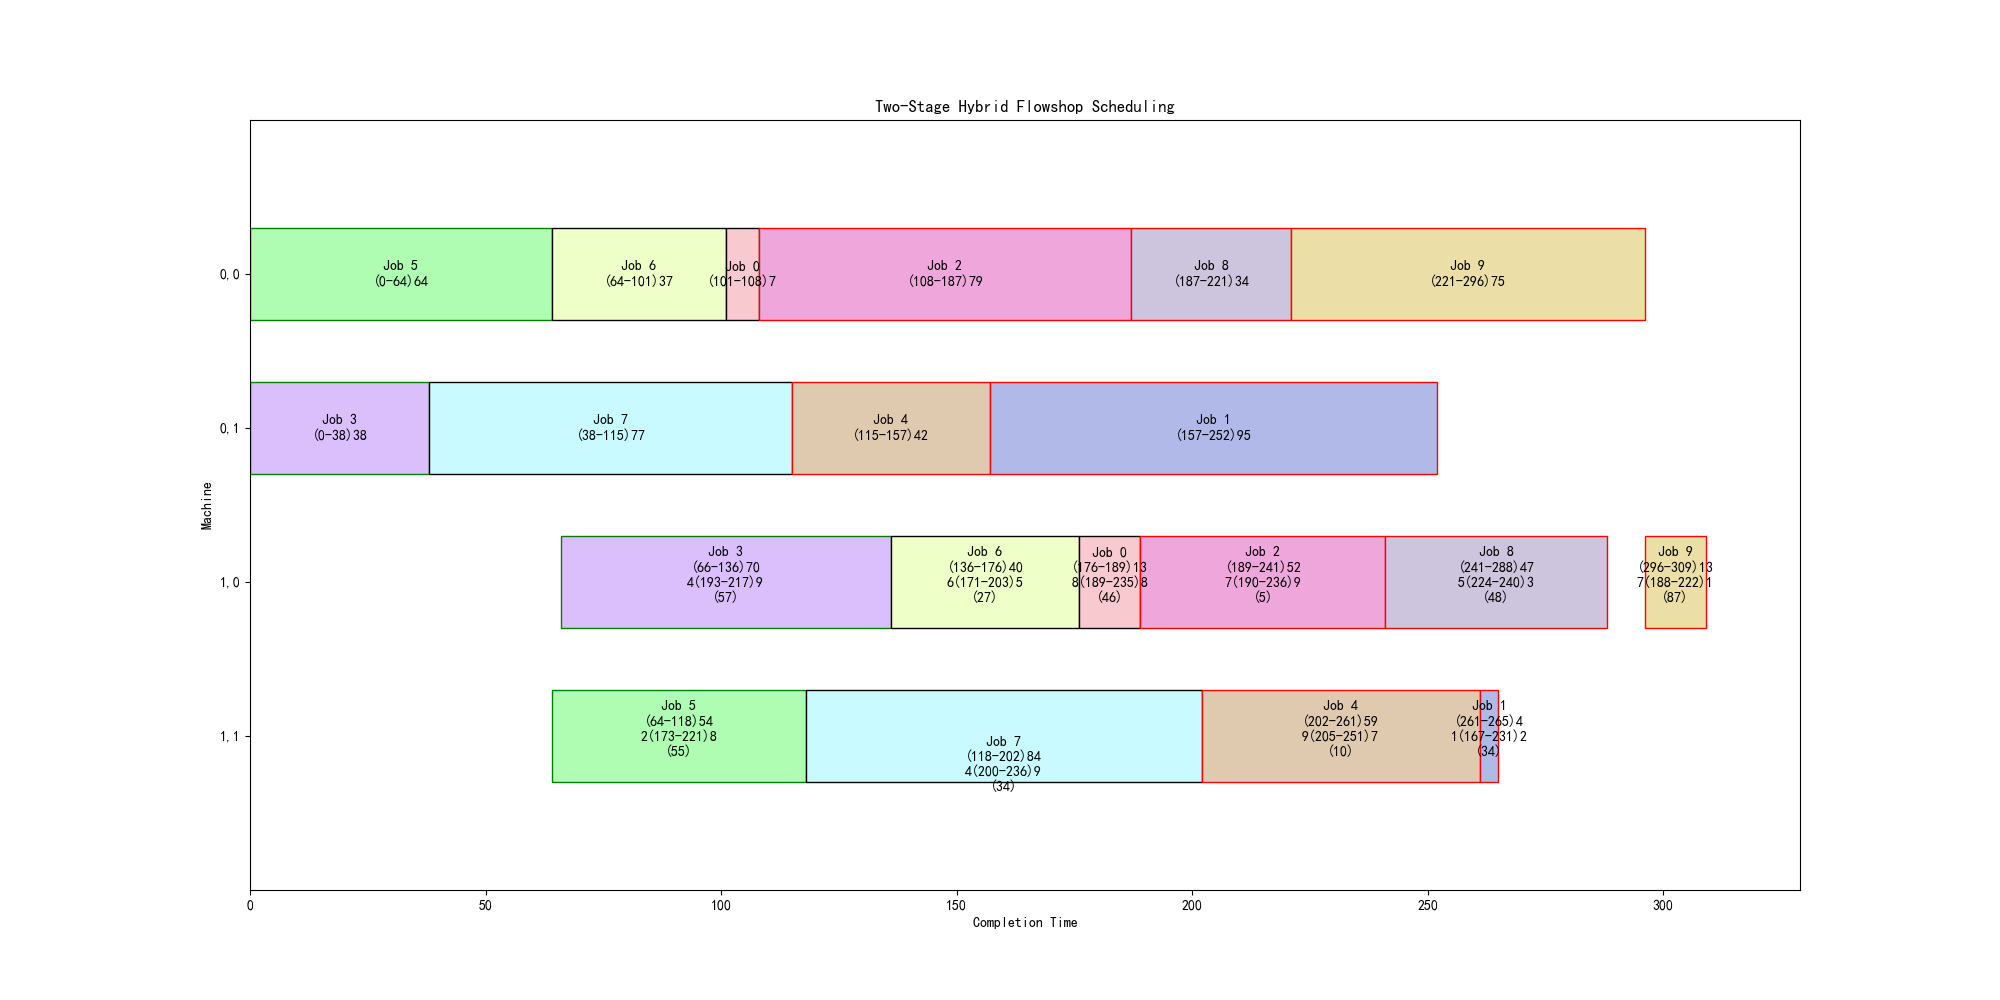 Two-Stage Hybrid Flowshop Scheduling
0,0
Job 5
(0-64)64
Job 6
(64-101)37
Job 0
(101-108)7
Job 2
(108-187)79
Job 8
(187-221)34
Job 9
(221-296)75
0,1
Job 3
(0-38)38
Job 7
(38-115)77
Job 4
(115-157)42
Job 1
(157-252)95
Machine
1,0
Job 3
(66-136)70
4(193-217)9
(57)
Job 6
(136-176)40
6(171-203)5
(27)
Job 0
(176-189)13
8(189-235)8
(46)
Job 2
(189-241)52
7(190-236)9
(5)
Job 8
(241-288)47
5(224-240)3
(48)
Job 9
(296-309)13
7(188-222)1
(87)
1,1
Job 5
(64-118)54
2(173-221)8
(55)
Job 7
(118-202)84
4(200-236)9
(34)
Job 4
(202-261)59
9(205-251)7
(10)
Job 1
(261-265)4
1(167-231)2
(34)
0 50 100 150 200 250 300
Completion Time